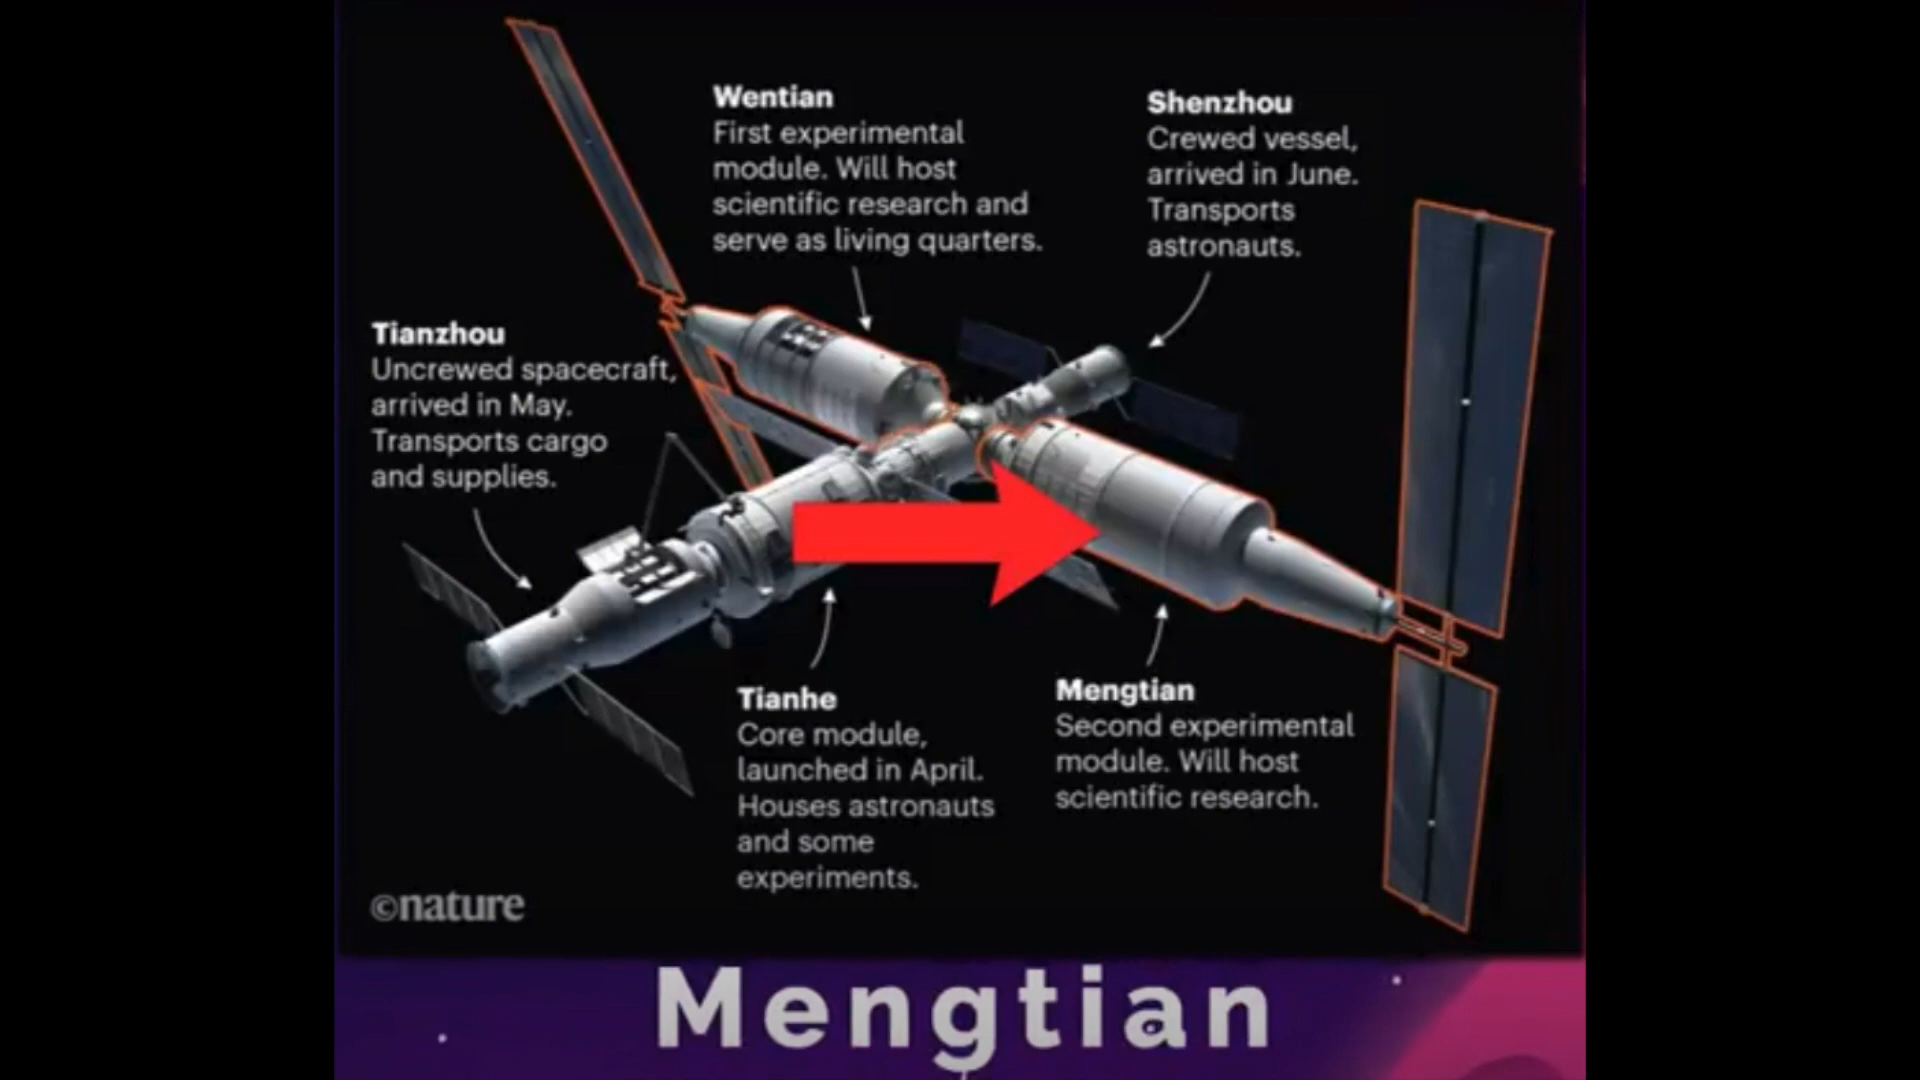 Wentian
First experimental
module. Will host
scientific research and
serve as living quarters.
Shenzhou
Crewed vessel,
arrived in June.
Transports
astronauts.
Tianzhou
Uncrewed spacecraft,
arrived in May.
Transports cargo
and supplies.
Tianhe
Core module,
launched in April.
Houses astronauts
and some
experiments.
Mengtian
Second experimental
module. Will host
scientific research.
©nature
Mengtian